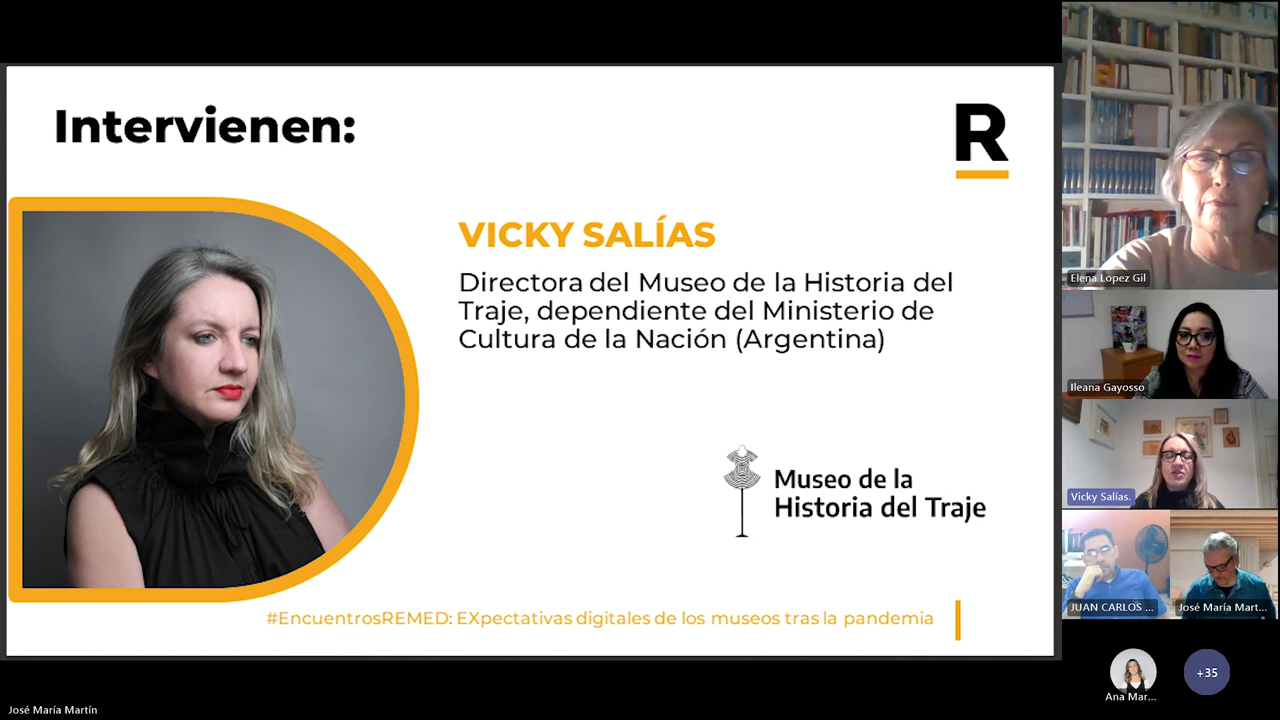 Intervienen:
R
VICKY SALÍAS
Directora del Museo de la Historia del
Traje, dependiente del Ministerio de
Cultura de la Nación (Argentina)
Museo de la
Historia del Traje
#EncuentrosREMED: EXpectativas digitales de los museos tras la pandemia
Elena Lopez Gil
Ileana Gayosso
Vicky Salías.
JUAN CARLOS ...
José María Mart...
Ana Mar...
+35
José María Martín